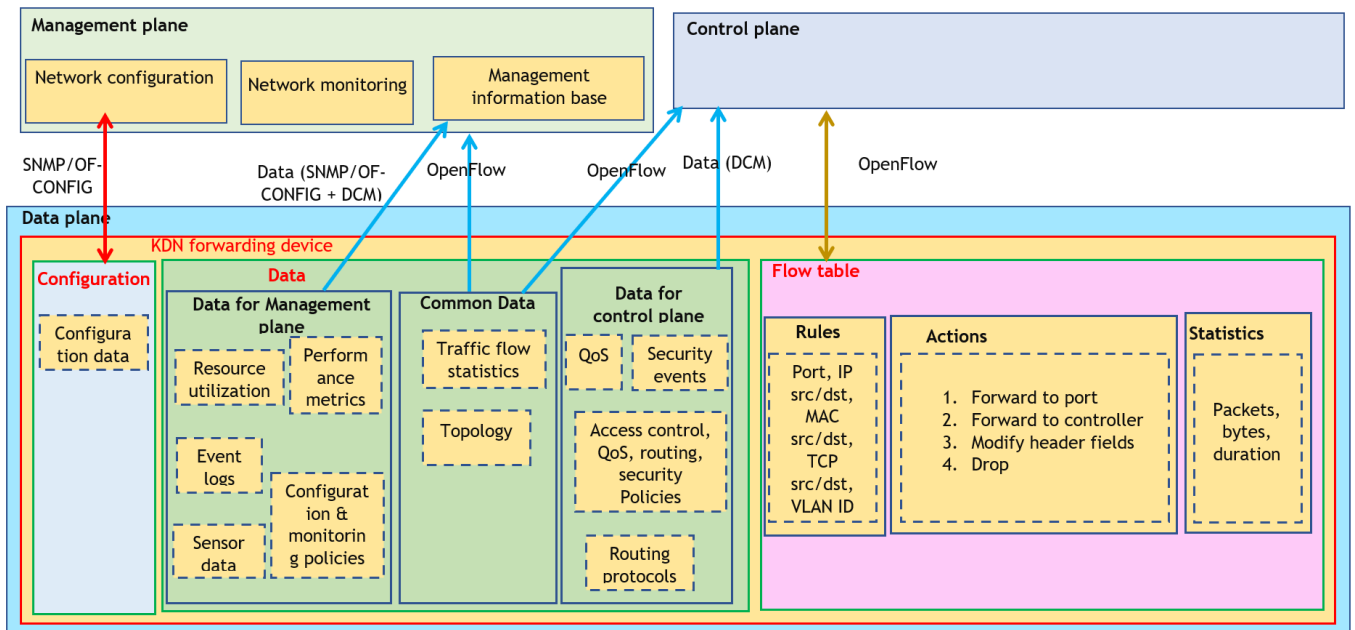 Management plane
Network configuration
Network monitoring
Management
information base
Control plane
SNMP/OF-
CONFIG
Data (SNMP/OF-
CONFIG + DCM)
OpenFlow
OpenFlow
Data (DCM)
OpenFlow
Data plane
KDN forwarding device
Configuration
Configura
tion data
Data
Data for Management
plane
Resource
utilization
Perform
ance
metrics
Event
logs
Configurat
ion &
monitorin
g policies
Sensor
data
Common Data
Traffic flow
statistics
Topology
Data for
control plane
QoS
Security
events
Access control,
QoS, routing,
security
Policies
Routing
protocols
Flow table
Rules
Port, IP
src/dst,
MAC
src/dst,
TCP
src/dst,
VLAN ID
Actions
1. Forward to port
2. Forward to controller
3. Modify header fields
4. Drop
Statistics
Packets,
bytes,
duration